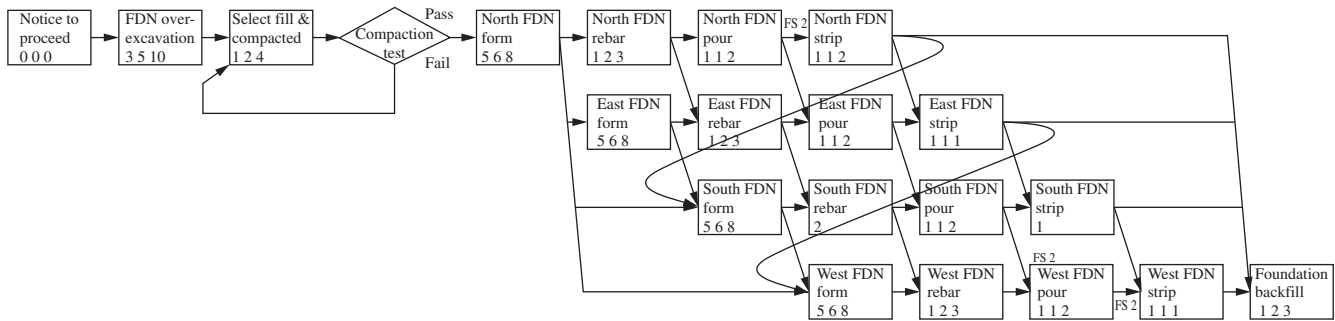 Notice to
proceed
0 0 0
FDN over-
excavation
3 5 10
Select fill &
compacted
1 2 4
Compaction
test
Pass
Fail
North FDN
form
5 6 8
North FDN
rebar
1 2 3
North FDN
pour
1 1 2
FS 2
North FDN
strip
1 1 2
East FDN
form
5 6 8
East FDN
rebar
1 2 3
East FDN
pour
1 1 2
East FDN
strip
1 1 1
South FDN
form
5 6 8
South FDN
rebar
2
South FDN
pour
1 1 2
South FDN
strip
1
West FDN
form
5 6 8
West FDN
rebar
1 2 3
FS 2
West FDN
pour
1 1 2
FS 2
West FDN
strip
1 1 1
Foundation
backfill
1 2 3